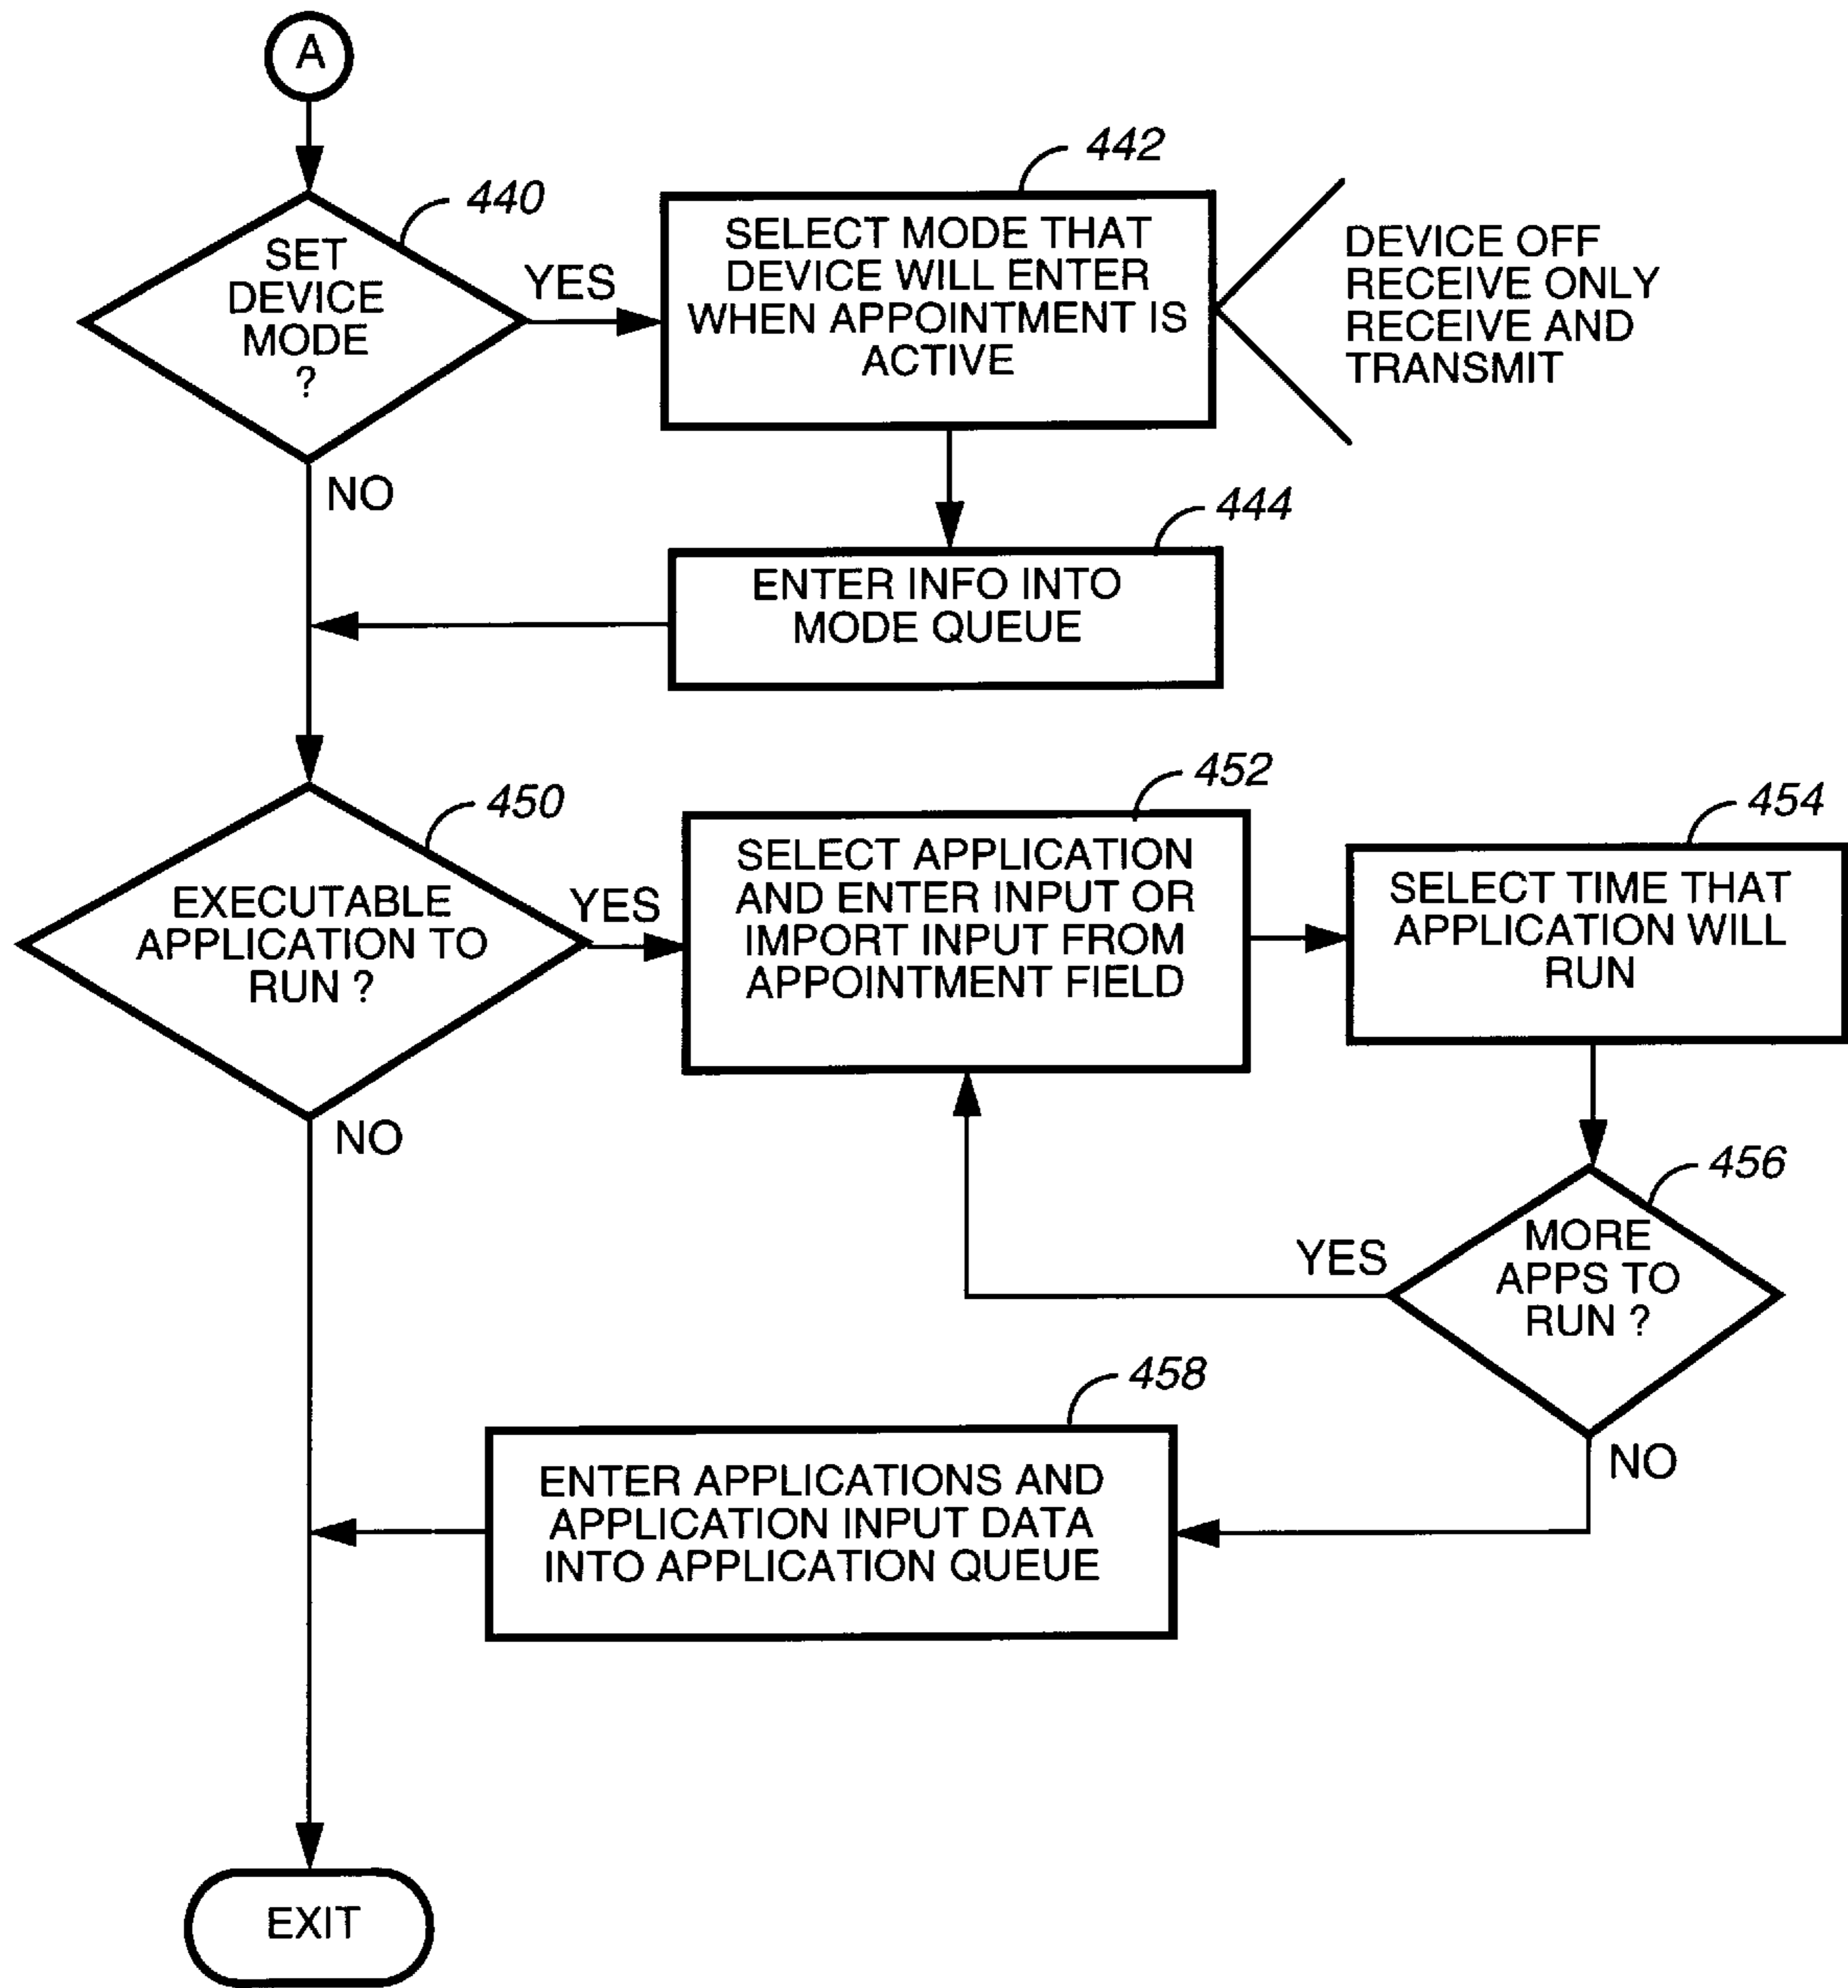 A
440
SET
DEVICE
MODE
?
YES
NO
442
SELECT MODE THAT
DEVICE WILL ENTER
WHEN APPOINTMENT IS
ACTIVE
DEVICE OFF
RECEIVE ONLY
RECEIVE AND
TRANSMIT
444
ENTER INFO INTO
MODE QUEUE
450
EXECUTABLE
APPLICATION TO
RUN ?
YES
NO
452
SELECT APPLICATION
AND ENTER INPUT OR
IMPORT INPUT FROM
APPOINTMENT FIELD
454
SELECT TIME THAT
APPLICATION WILL
RUN
456
MORE
APPS TO
RUN ?
YES
NO
458
ENTER APPLICATIONS AND
APPLICATION INPUT DATA
INTO APPLICATION QUEUE
EXIT